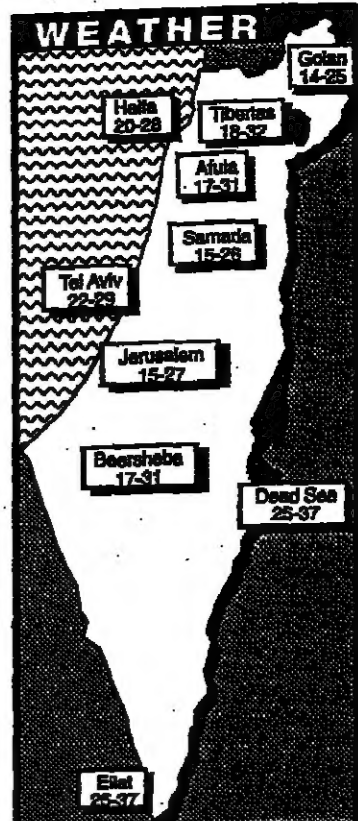 WEATHER
Golan
14-25
Haifa
20-28
Tiberias
18-32
Afula
17-31
Samaria
15-26
Tel Aviv
22-29
Jerusalem
15-27
Beersheba
17-31
Dead Sea
25-37
Eilat
25-37